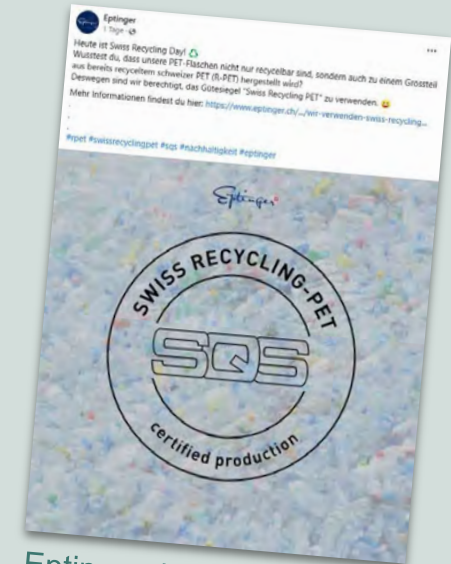 Eptinger
1 Tage
Heute ist Swiss Recycling Day!
Wusstest du, dass unsere PET-Flaschen nicht nur recycelbar sind, sondern auch zu einem Grossteil
aus bereits recyceltem schweizer PET (R-PET) hergestellt wird?
Deswegen sind wir berechtigt, das Gütesiegel "Swiss Recycling PET" zu verwenden. 😀
Mehr Informationen findest du hier: https://www.eptinger.ch/.../wir-verwenden-swiss-recycling...
.
.
.
#rpet #swissrecyclingpet #sqs #nachhaltigkeit #eptinger
Eptinger
SWISS RECYCLING-PET
SQS
certified production